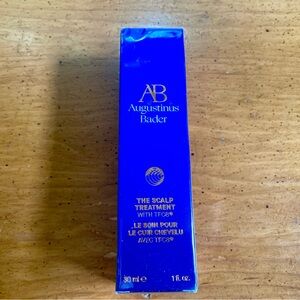 AB
Augustinus
Bader
THE SCALP
TREATMENT
WITH TFC8®
LE SOIN POUR
LE CUIR CHEVELU
AVEC TFC8®
30 ml ℮ 1 fl. oz.